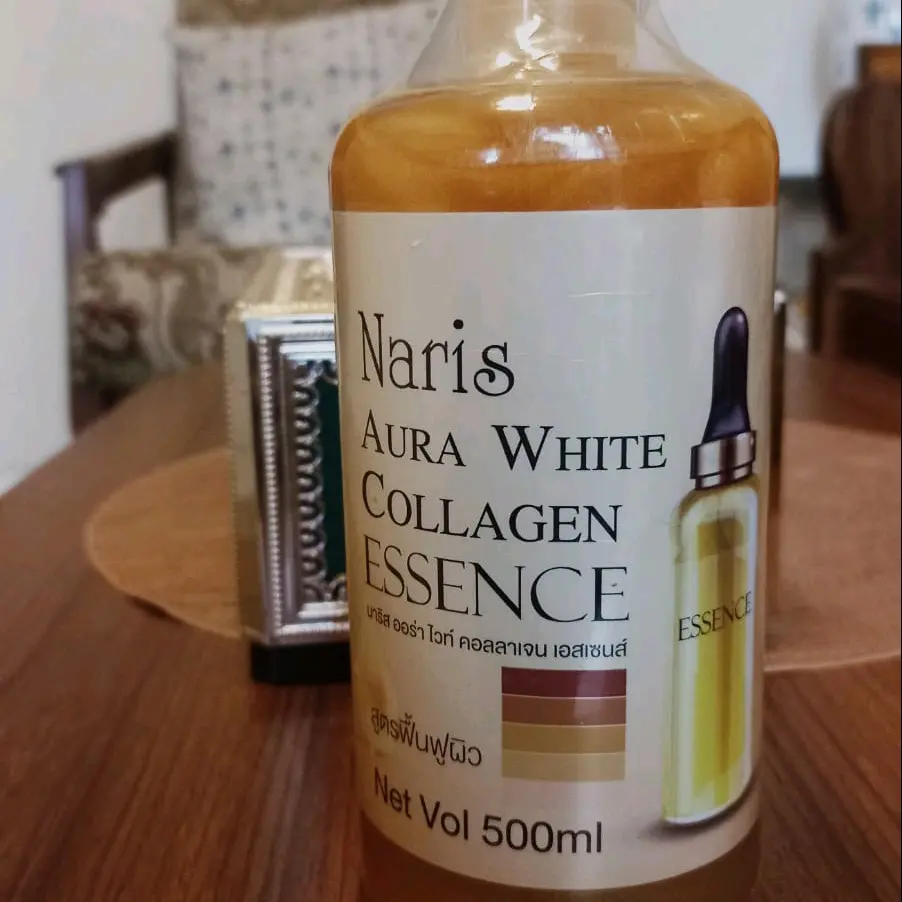 Naris
AURA WHITE
COLLAGEN
ESSENCE
นาริส ออร่า ไวท์ คอลลาเจน เอสเซนส์
สูตรฟื้นฟูผิว
Net Vol 500ml
ESSENCE